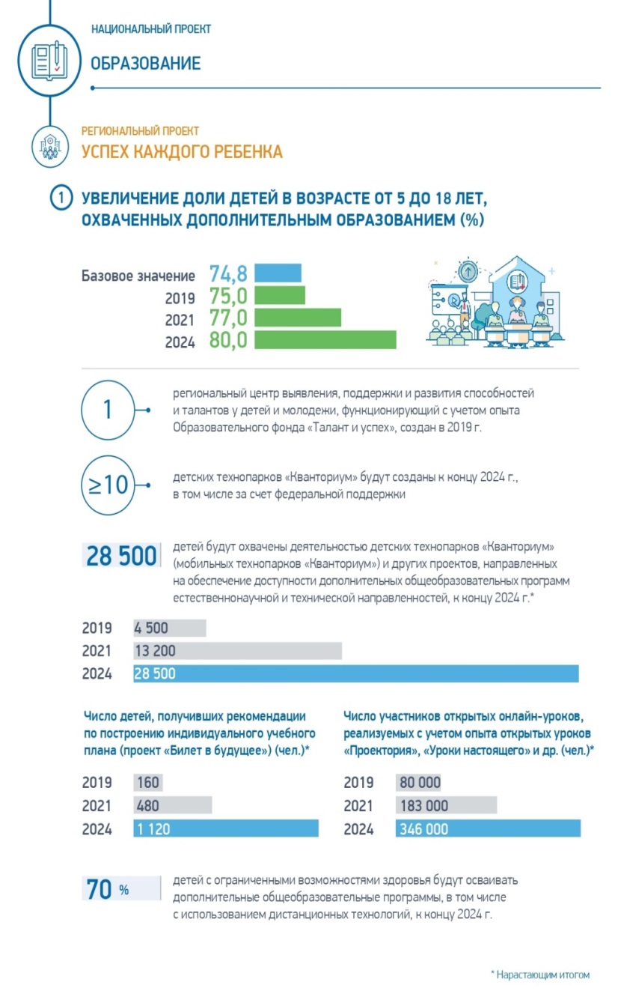 НАЦИОНАЛЬНЫЙ ПРОЕКТ
ОБРАЗОВАНИЕ
РЕГИОНАЛЬНЫЙ ПРОЕКТ
УСПЕХ КАЖДОГО РЕБЕНКА
1 УВЕЛИЧЕНИЕ ДОЛИ ДЕТЕЙ В ВОЗРАСТЕ ОТ 5 ДО 18 ЛЕТ,
ОХВАЧЕННЫХ ДОПОЛНИТЕЛЬНЫМ ОБРАЗОВАНИЕМ (%)
Базовое значение 74,8
2019 75,0
2021 77,0
2024 80,0
1
региональный центр выявления, поддержки и развития способностей
и талантов у детей и молодежи, функционирующий с учетом опыта
Образовательного фонда «Талант и успех», создан в 2019 г.
≥10
детских технопарков «Кванториум» будут созданы к концу 2024 г.,
в том числе за счет федеральной поддержки
28 500
детей будут охвачены деятельностью детских технопарков «Кванториум»
(мобильных технопарков «Кванториум») и других проектов, направленных
на обеспечение доступности дополнительных общеобразовательных программ
естественнонаучной и технической направленностей, к концу 2024 г.*
2019 4 500
2021 13 200
2024 28 500
Число детей, получивших рекомендации
по построению индивидуального учебного
плана (проект «Билет в будущее») (чел.)*
2019 160
2021 480
2024 1 120
Число участников открытых онлайн-уроков,
реализуемых с учетом опыта открытых уроков
«Проектория», «Уроки настоящего» и др. (чел.)*
2019 80 000
2021 183 000
2024 346 000
70 %
детей с ограниченными возможностями здоровья будут осваивать
дополнительные общеобразовательные программы, в том числе
с использованием дистанционных технологий, к концу 2024 г.
* Нарастающим итогом